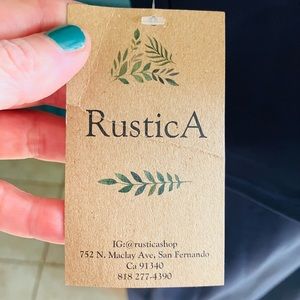 RusticA
IG:@rusticashop
752 N. Maclay Ave, San Fernando
Ca 91340
818 277-4390